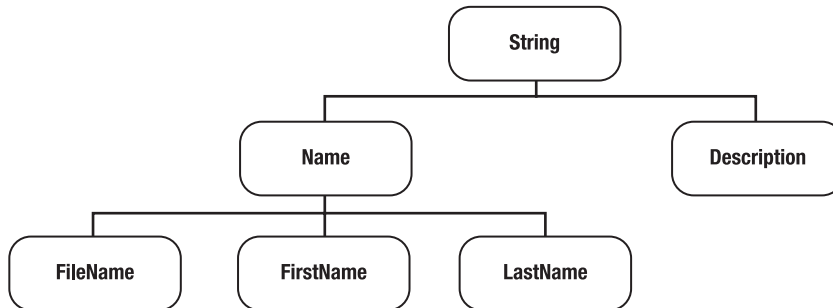 String
Name
Description
FileName
FirstName
LastName